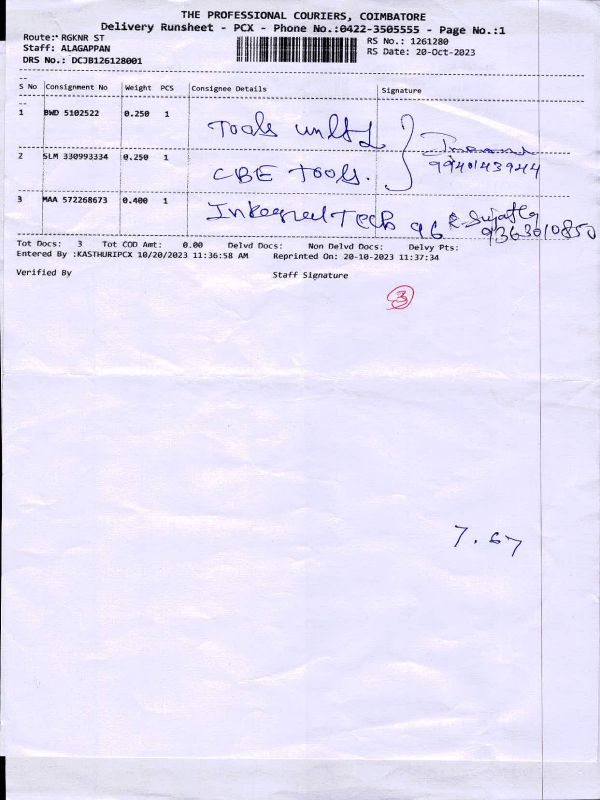 THE PROFESSIONAL COURIERS, COIMBATORE
Delivery Runsheet - PCX - Phone No.:0422-3505555 - Page No.:1
Route: RGKNR ST
RS No.: 1261280
Staff: ALAGAPPAN
RS Date: 20-Oct-2023
DRS No.: DCJB126128001
S No Consignment No Weight PCS Consignee Details Signature
1 BWD 5102522 0.250 1 Tools
2 SLM 330993334 0.250 1 CBE Tools.
9940143944
3 MAA 572268673 0.400 1 Tech 96 R. Sujatha
9363010850
Tot Docs: 3 Tot COD Amt: 0.00 Delvd Docs: Non Delvd Docs: Delvy Pts:
Entered By :KASTHURIPCX 10/20/2023 11:36:58 AM Reprinted On: 20-10-2023 11:37:34
Verified By Staff Signature
3
7.67